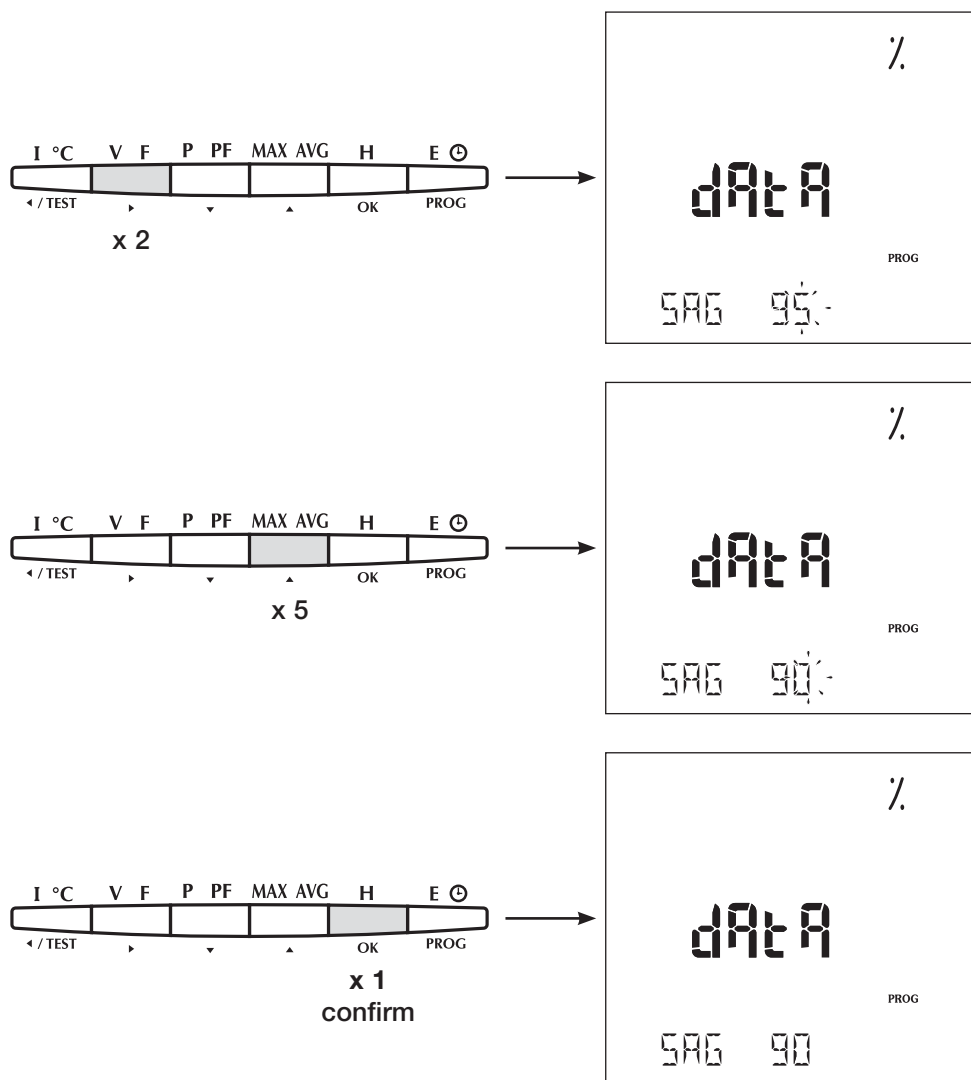 %
I °C V F P PF MAX AVG H E
/ TEST OK PROG
x 2
dAtA
PROG
SAG 95
%
I °C V F P PF MAX AVG H E
/ TEST OK PROG
x 5
dAtA
PROG
SAG 90
%
I °C V F P PF MAX AVG H E
/ TEST OK PROG
x 1
confirm
dAtA
PROG
SAG 90